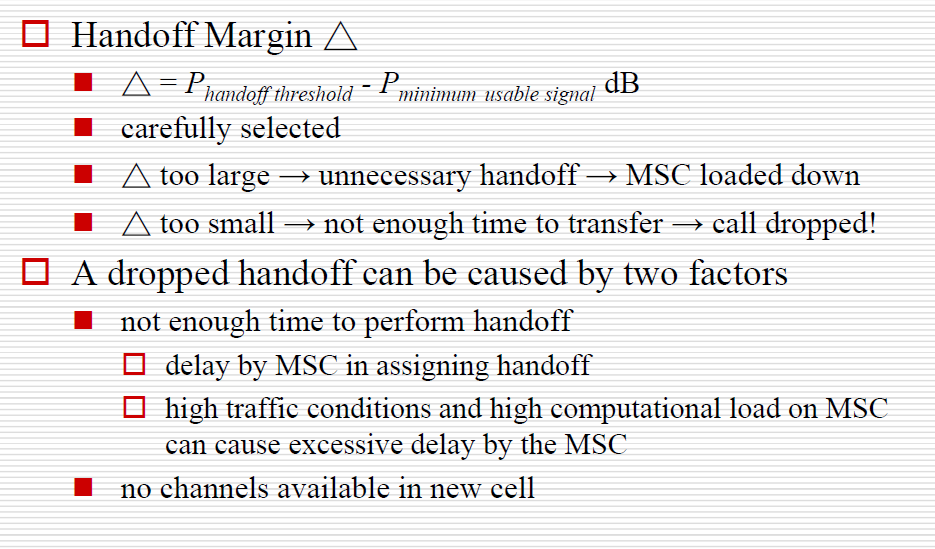 Handoff Margin △
△ = P handoff threshold - P minimum usable signal dB
carefully selected
△ too large → unnecessary handoff → MSC loaded down
△ too small → not enough time to transfer → call dropped!
A dropped handoff can be caused by two factors
not enough time to perform handoff
delay by MSC in assigning handoff
high traffic conditions and high computational load on MSC
can cause excessive delay by the MSC
no channels available in new cell